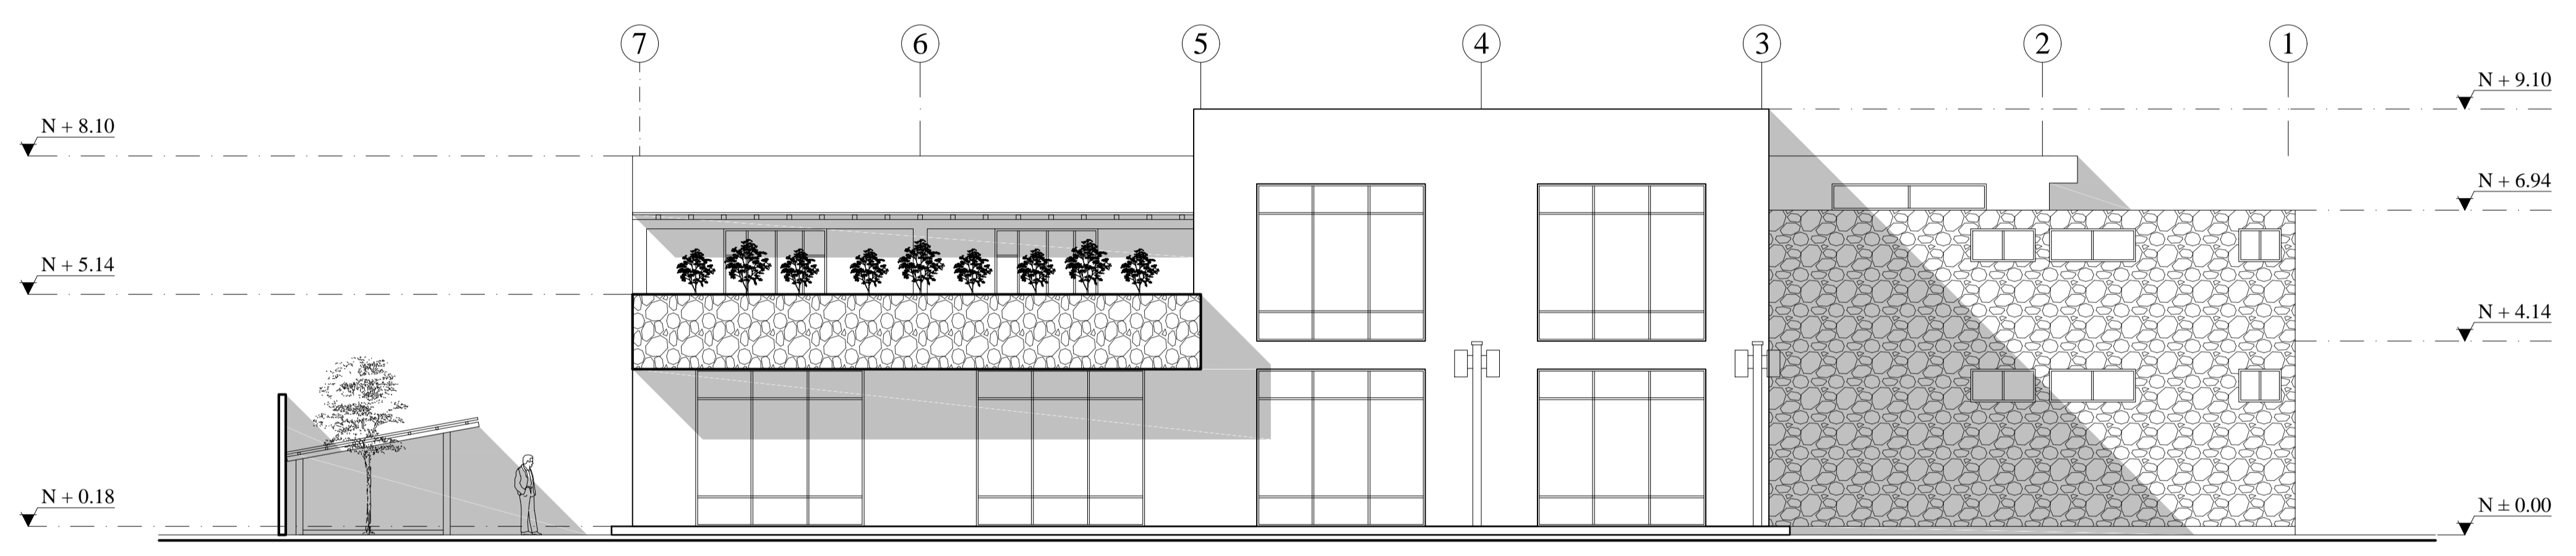 7 6 5 4 3 2 1
N + 9.10
N + 8.10
N + 6.94
N + 5.14
N + 4.14
N + 0.18
N ± 0.00